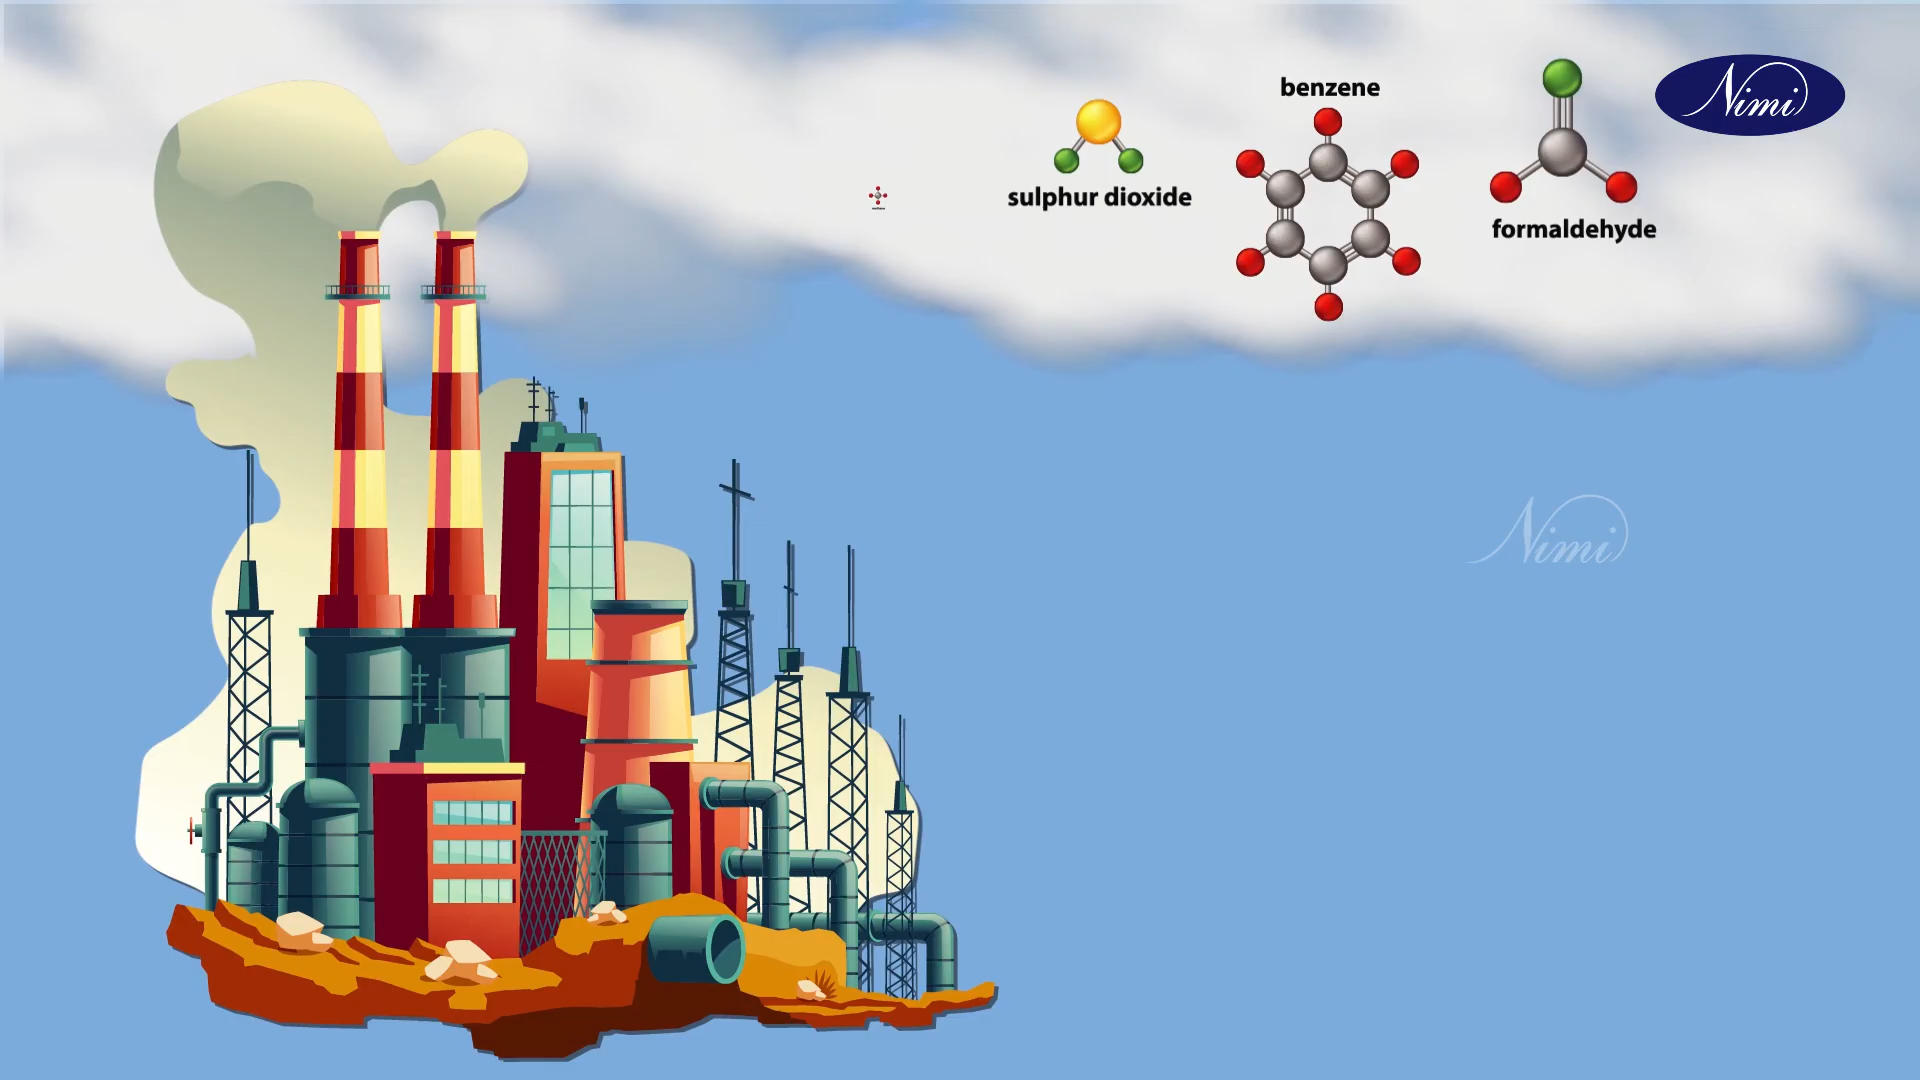 benzene
Nimi
sulphur dioxide
formaldehyde
Nimi